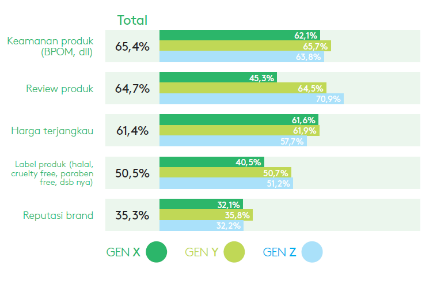 Total
Keamanan produk
(BPOM, dll)
65,4%
62,1%
65,7%
63,8%
Review produk
64,7%
45,3%
64,5%
70,9%
Harga terjangkau
61,4%
61,6%
61,9%
57,7%
Label produk (halal,
cruelty free, paraben
free, dsb nya)
50,5%
40,5%
50,7%
51,2%
Reputasi brand
35,3%
32,1%
35,8%
32,2%
GEN X
GEN Y
GEN Z